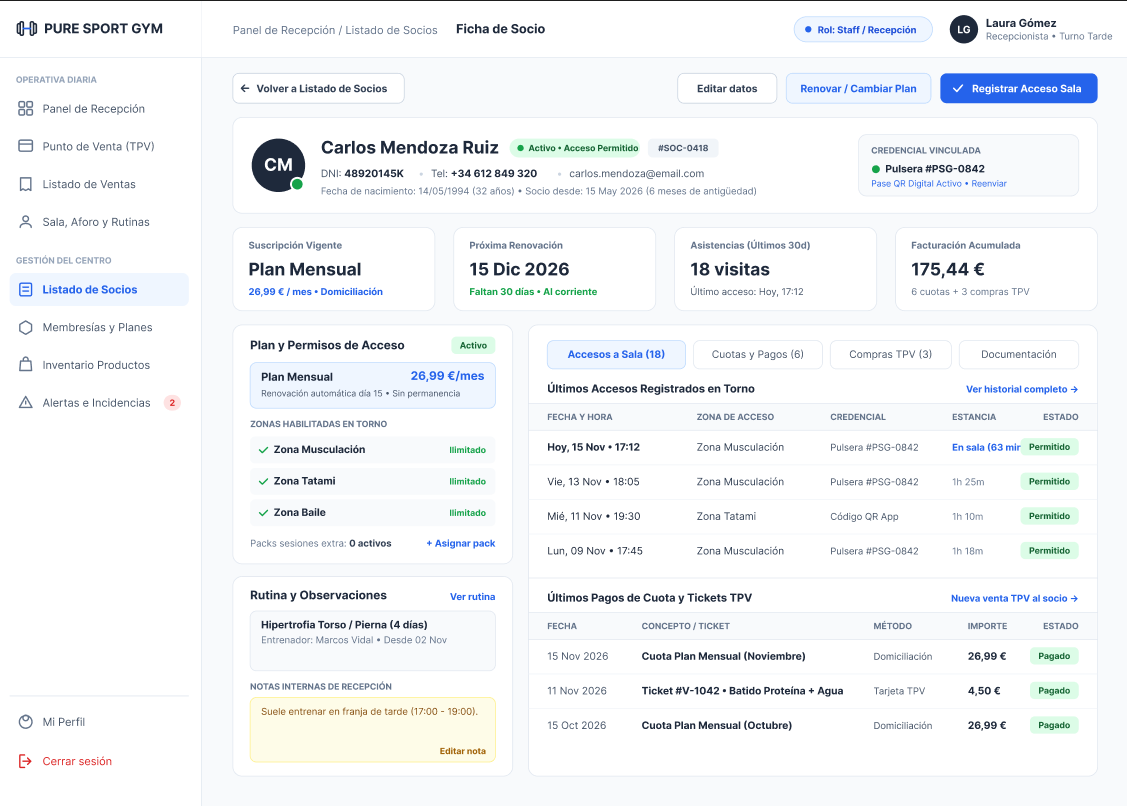 PURE SPORT GYM
Panel de Recepción / Listado de Socios
Ficha de Socio
Rol: Staff / Recepción
LG
Laura Gómez
Recepcionista • Turno Tarde
OPERATIVA DIARIA
Panel de Recepción
Punto de Venta (TPV)
Listado de Ventas
Sala, Aforo y Rutinas
GESTIÓN DEL CENTRO
Listado de Socios
Membresías y Planes
Inventario Productos
Alertas e Incidencias 2
Mi Perfil
Cerrar sesión
← Volver a Listado de Socios
Editar datos
Renovar / Cambiar Plan
Registrar Acceso Sala
CM
Carlos Mendoza Ruiz
Activo • Acceso Permitido
#SOC-0418
DNI: 48920145K • Tel: +34 612 849 320 • carlos.mendoza@email.com
Fecha de nacimiento: 14/05/1994 (32 años) • Socio desde: 15 May 2026 (6 meses de antigüedad)
CREDENCIAL VINCULADA
Pulsera #PSG-0842
Pase QR Digital Activo • Reenviar
Suscripción Vigente
Plan Mensual
26,99 € / mes • Domiciliación
Próxima Renovación
15 Dic 2026
Faltan 30 días • Al corriente
Asistencias (Últimos 30d)
18 visitas
Último acceso: Hoy, 17:12
Facturación Acumulada
175,44 €
6 cuotas + 3 compras TPV
Plan y Permisos de Acceso
Activo
Plan Mensual 26,99 €/mes
Renovación automática día 15 • Sin permanencia
ZONAS HABILITADAS EN TORNO
Zona Musculación Ilimitado
Zona Tatami Ilimitado
Zona Baile Ilimitado
Packs sesiones extra: 0 activos + Asignar pack
Rutina y Observaciones Ver rutina
Hipertrofia Torso / Pierna (4 días)
Entrenador: Marcos Vidal • Desde 02 Nov
NOTAS INTERNAS DE RECEPCIÓN
Suele entrenar en franja de tarde (17:00 - 19:00).
Editar nota
Accesos a Sala (18)
Cuotas y Pagos (6)
Compras TPV (3)
Documentación
Últimos Accesos Registrados en Torno Ver historial completo →
FECHA Y HORA ZONA DE ACCESO CREDENCIAL ESTANCIA ESTADO
Hoy, 15 Nov • 17:12 Zona Musculación Pulsera #PSG-0842 En sala (63 min Permitido
Vie, 13 Nov • 18:05 Zona Musculación Pulsera #PSG-0842 1h 25m Permitido
Mié, 11 Nov • 19:30 Zona Tatami Código QR App 1h 10m Permitido
Lun, 09 Nov • 17:45 Zona Musculación Pulsera #PSG-0842 1h 18m Permitido
Últimos Pagos de Cuota y Tickets TPV Nueva venta TPV al socio →
FECHA CONCEPTO / TICKET MÉTODO IMPORTE ESTADO
15 Nov 2026 Cuota Plan Mensual (Noviembre) Domiciliación 26,99 € Pagado
11 Nov 2026 Ticket #V-1042 • Batido Proteína + Agua Tarjeta TPV 4,50 € Pagado
15 Oct 2026 Cuota Plan Mensual (Octubre) Domiciliación 26,99 € Pagado